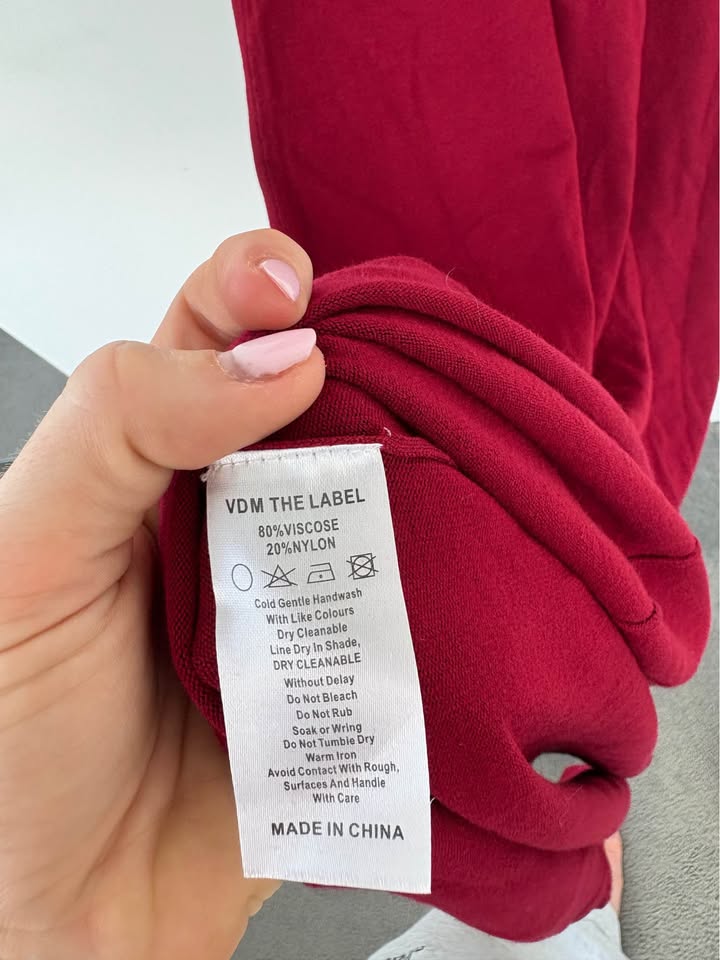 VDM THE LABEL
80%VISCOSE
20%NYLON
Cold Gentle Handwash
With Like Colours
Dry Cleanable
Line Dry In Shade,
DRY CLEANABLE
Without Delay
Do Not Bleach
Do Not Rub
Soak or Wring
Do Not Tumble Dry
Warm Iron
Avoid Contact With Rough,
Surfaces And Handle
With Care
MADE IN CHINA